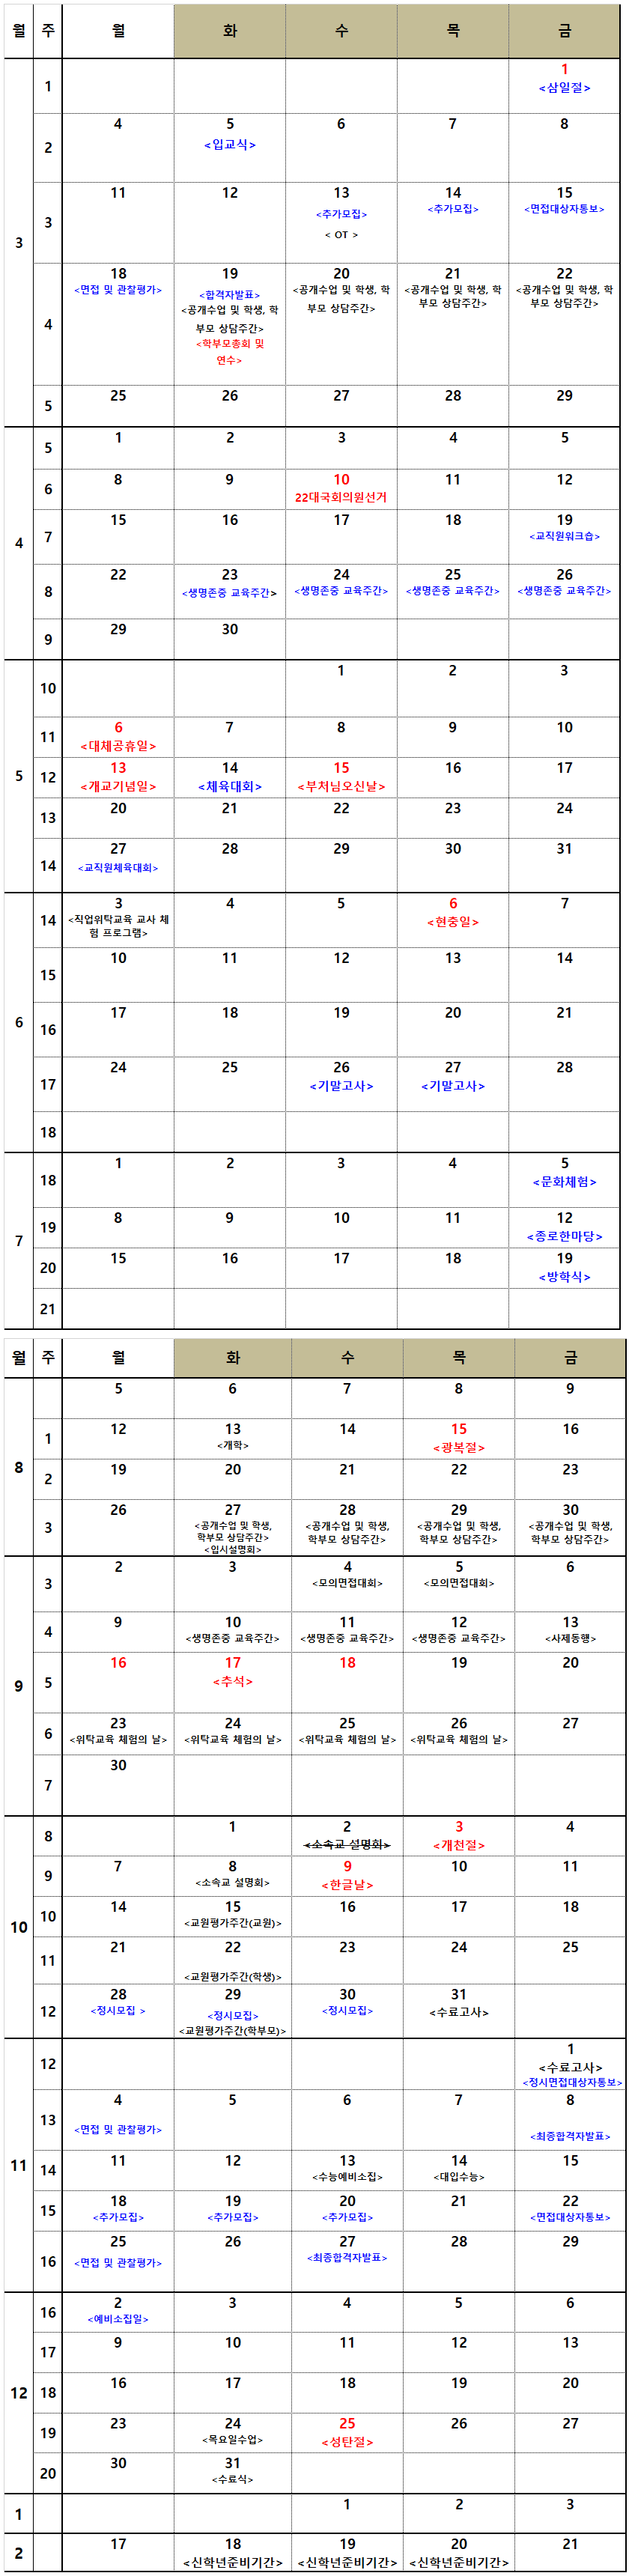 월 주 월 화 수 목 금
1
1 <삼일절>
4 5 6 7 8
2 <입교식>
11 12 13 14 15
<추가모집> <추가모집> <면접대상자통보>
3 < OT >
3
18 19 20 21 22
<면접 및 관찰평가> <합격자발표> <공개수업 및 학생, 학 <공개수업 및 학생, 학 <공개수업 및 학생, 학
<공개수업 및 학생, 학 부모 상담주간> 부모 상담주간> 부모 상담주간>
4 부모 상담주간>
<학부모총회 및
연수>
25 26 27 28 29
5
1 2 3 4 5
5
8 9 10 11 12
6 22대국회의원선거
15 16 17 18 19
7 <교직원워크숍>
4
22 23 24 25 26
8 <생명존중 교육주간> <생명존중 교육주간> <생명존중 교육주간> <생명존중 교육주간>
29 30
9
1 2 3
10
6 7 8 9 10
11 <대체공휴일>
5
13 14 15 16 17
12 <개교기념일> <체육대회> <부처님오신날>
20 21 22 23 24
13
27 28 29 30 31
14 <교직원체육대회>
3 4 5 6 7
14 <직업위탁교육 교사 체 <현충일>
험 프로그램>
10 11 12 13 14
15
6
17 18 19 20 21
16
24 25 26 27 28
17 <기말고사> <기말고사>
18
1 2 3 4 5
18 <문화체험>
8 9 10 11 12
19 <종로한마당>
7
15 16 17 18 19
20 <방학식>
21
월 주 월 화 수 목 금
5 6 7 8 9
12 13 14 15 16
1 <개학> <광복절>
8
19 20 21 22 23
2
26 27 28 29 30
3 <공개수업 및 학생, <공개수업 및 학생, <공개수업 및 학생, <공개수업 및 학생,
학부모 상담주간> 학부모 상담주간> 학부모 상담주간> 학부모 상담주간>
<입시설명회>
2 3 4 5 6
3 <모의면접대회> <모의면접대회>
9 10 11 12 13
4 <생명존중 교육주간> <생명존중 교육주간> <생명존중 교육주간> <사제동행>
16 17 18 19 20
9 5 <추석>
23 24 25 26 27
6 <위탁교육 체험의 날> <위탁교육 체험의 날> <위탁교육 체험의 날> <위탁교육 체험의 날>
30
7
1 2 3 4
8 <소속교 설명회> <개천절>
7 8 9 10 11
9 <소속교 설명회> <한글날>
14 15 16 17 18
10 <교원평가주간(교원)>
10
21 22 23 24 25
11 <교원평가주간(학생)>
28 29 30 31
12 <정시모집 > <정시모집> <정시모집> <수료고사>
<교원평가주간(학부모)>
1
12 <수료고사>
<정시면접대상자통보>
4 5 6 7 8
13 <면접 및 관찰평가>
<최종합격자발표>
11
11 12 13 14 15
14 <수능예비소집> <대입수능>
18 19 20 21 22
15 <추가모집> <추가모집> <추가모집> <면접대상자통보>
25 26 27 28 29
16 <면접 및 관찰평가> <최종합격자발표>
2 3 4 5 6
16 <예비소집일>
9 10 11 12 13
17
16 17 18 19 20
12 18
23 24 25 26 27
19 <목요일수업> <성탄절>
30 31
20 <수료식>
1 2 3
1
17 18 19 20 21
2 <신학년준비기간> <신학년준비기간> <신학년준비기간>